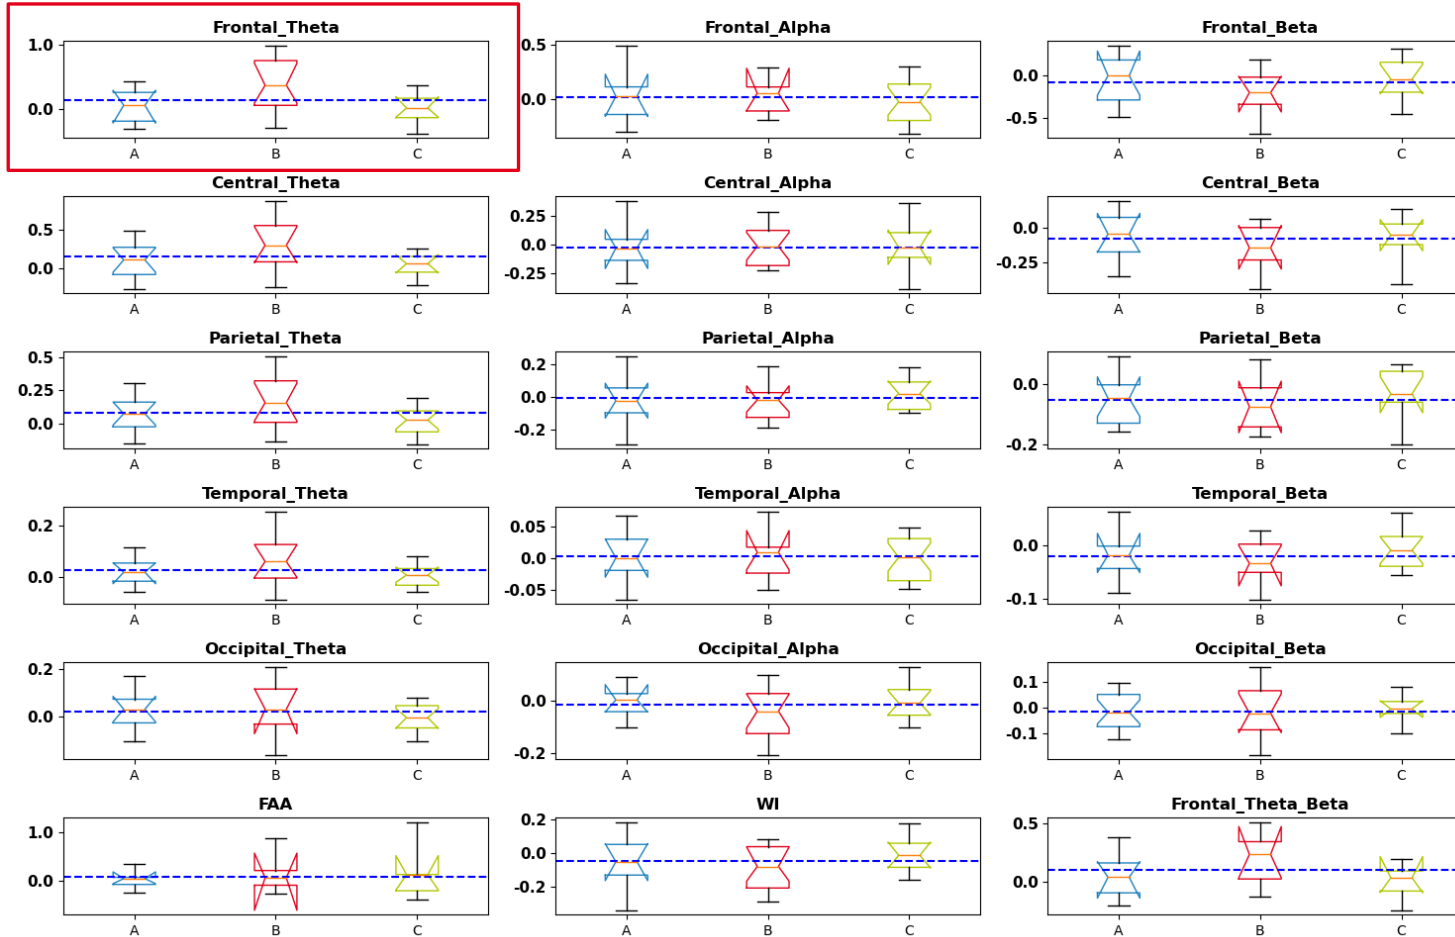 Frontal_Theta
1.0
0.0
A B C
Frontal_Alpha
0.5
0.0
A B C
Frontal_Beta
0.0
-0.5
A B C
Central_Theta
0.5
0.0
A B C
Central_Alpha
0.25
0.0
-0.25
A B C
Central_Beta
0.0
-0.25
A B C
Parietal_Theta
0.5
0.25
0.0
A B C
Parietal_Alpha
0.2
0.0
-0.2
A B C
Parietal_Beta
0.0
-0.2
A B C
Temporal_Theta
0.2
0.0
A B C
Temporal_Alpha
0.05
0.0
-0.05
A B C
Temporal_Beta
0.0
-0.1
A B C
Occipital_Theta
0.2
0.0
A B C
Occipital_Alpha
0.0
-0.2
A B C
Occipital_Beta
0.1
0.0
-0.1
A B C
FAA
1.0
0.0
A B C
WI
0.2
0.0
-0.2
A B C
Frontal_Theta_Beta
0.5
0.0
A B C